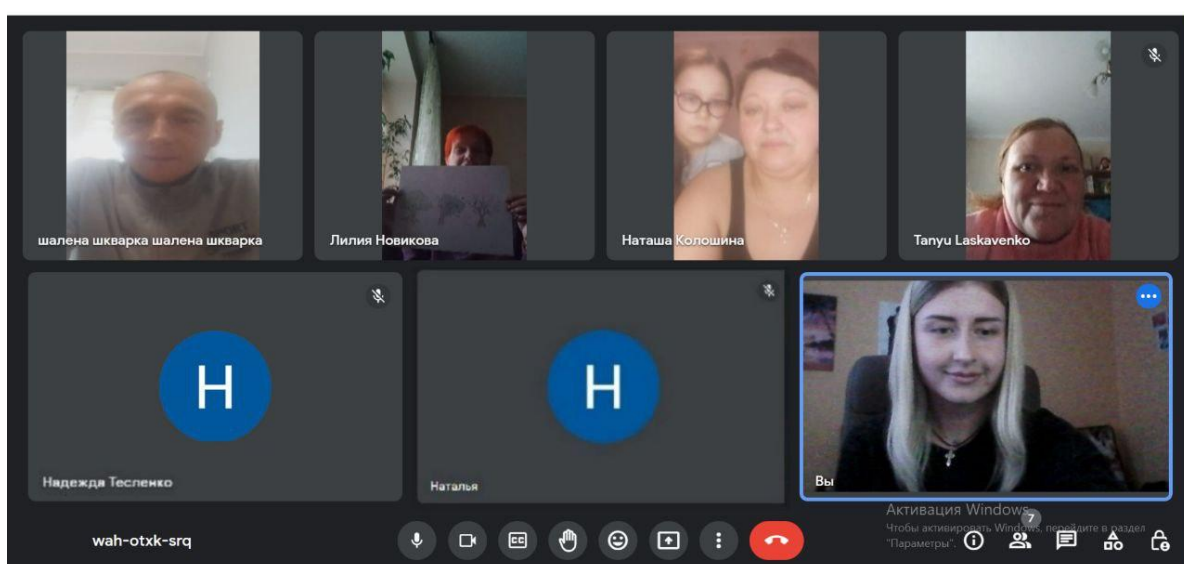 шалена шкварка шалена шкварка
Лилия Новикова
Наташа Колошина
Tanyu Laskavenko
Н
Н
Надежда Тесленко
Наталья
Вы
Активация Windows
Чтобы активировать Windows, перейдите в раздел
"Параметры".
7
wah-otxk-srq
CC